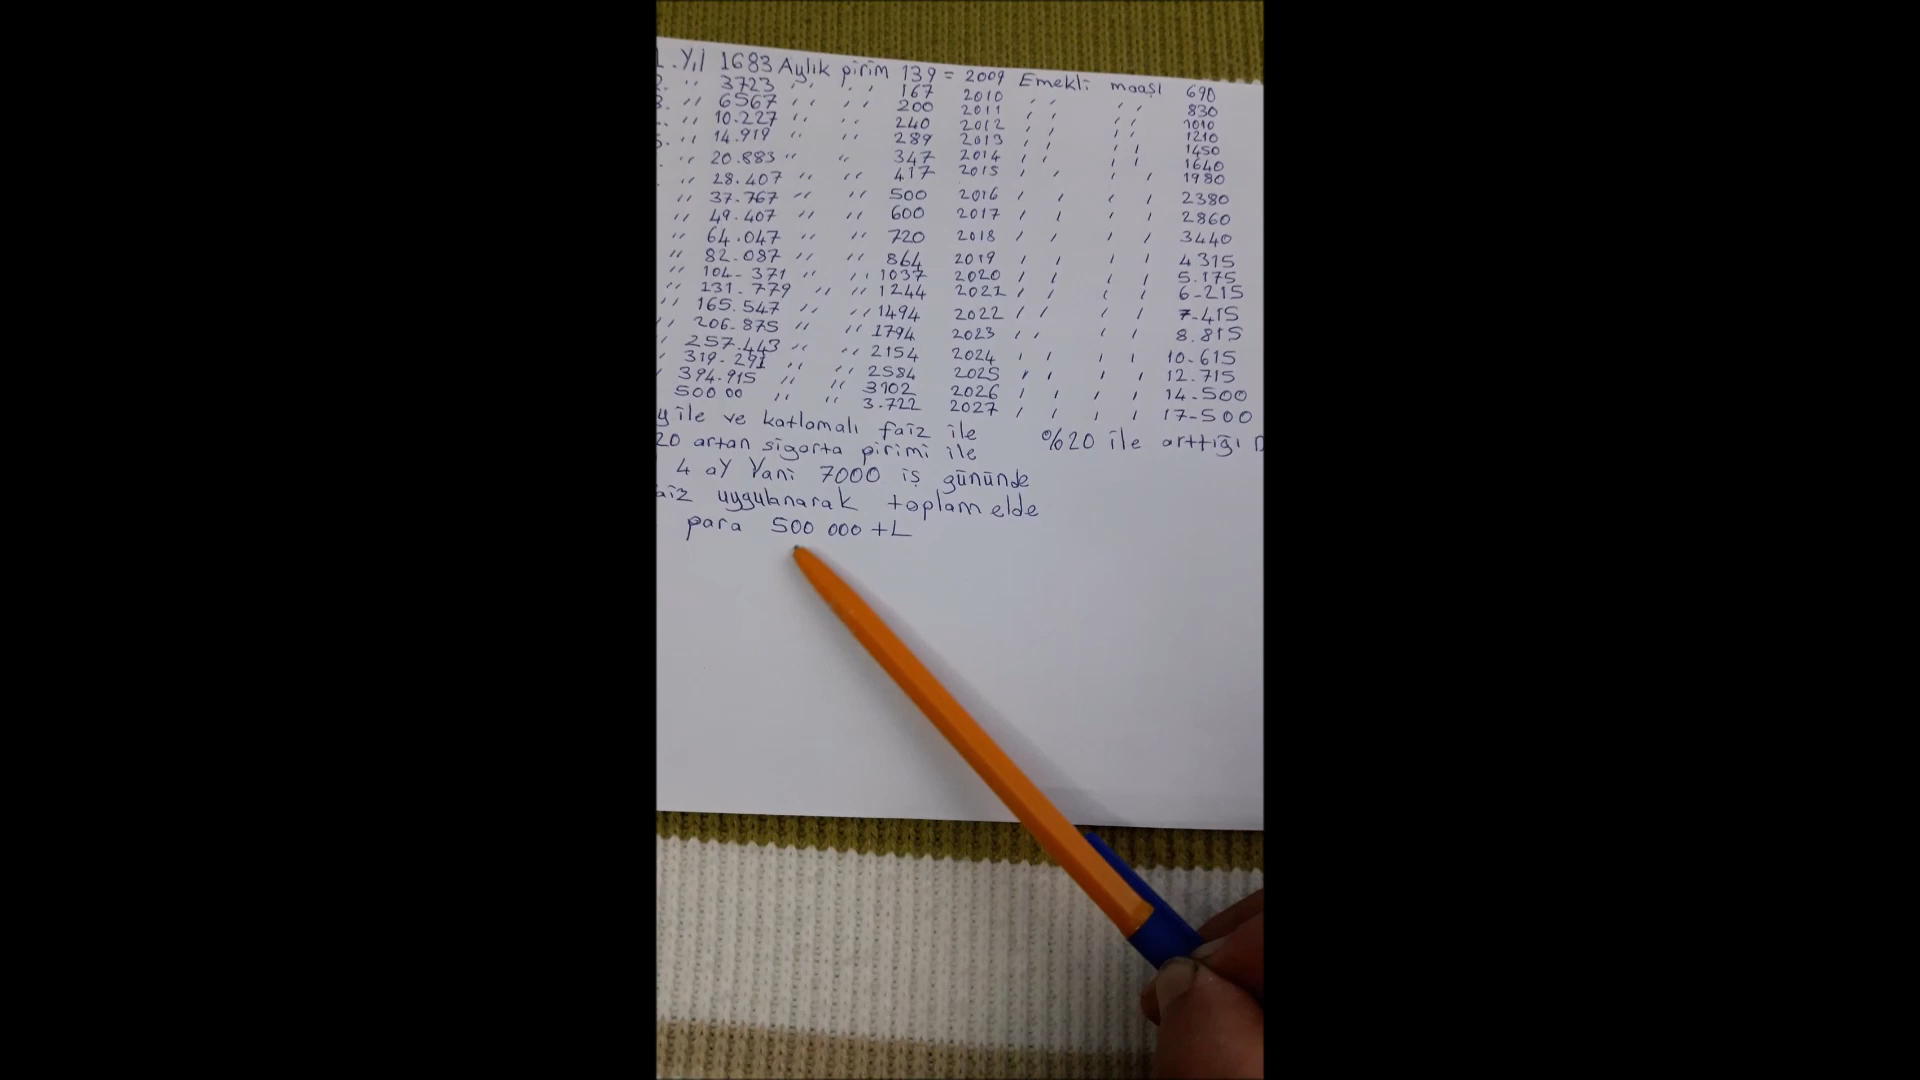 1. Yıl 1683 Aylık pirim 139 = 2009 Emekli maaşı 690
2. '' 3723 '' '' 167 2010 '' '' 830
3. '' 6567 '' '' 200 2011 '' '' 1010
'' 10.227 '' '' 240 2012 '' '' 1210
5. '' 14.919 '' '' 289 2013 '' '' 1450
'' 20.883 '' '' 347 2014 '' '' 1640
'' 28.407 '' '' 417 2015 '' '' 1980
'' 37.767 '' '' 500 2016 '' '' 2380
'' 49.407 '' '' 600 2017 '' '' 2860
'' 64.047 '' '' 720 2018 '' '' 3440
'' 82.087 '' '' 864 2019 '' '' 4315
'' 104-371 '' '' 1037 2020 '' '' 5.175
'' 131.779 '' '' 1244 2021 '' '' 6-215
'' 165.547 '' '' 1494 2022 '' '' 7-415
'' 206-875 '' '' 1794 2023 '' '' 8.815
'' 257.443 '' '' 2154 2024 '' '' 10-615
'' 319-291 '' '' 2584 2025 '' '' 12.715
'' 394.915 '' '' 3102 2026 '' '' 14-500
500 00 '' '' 3.722 2027 '' '' 17-500
y ile ve katlamalı faiz ile %20 ile arttığı
20 artan sigorta pirimi ile
4 ay Yani 7000 iş gününde
aiz uygulanarak toplam elde
para 500 000 tL